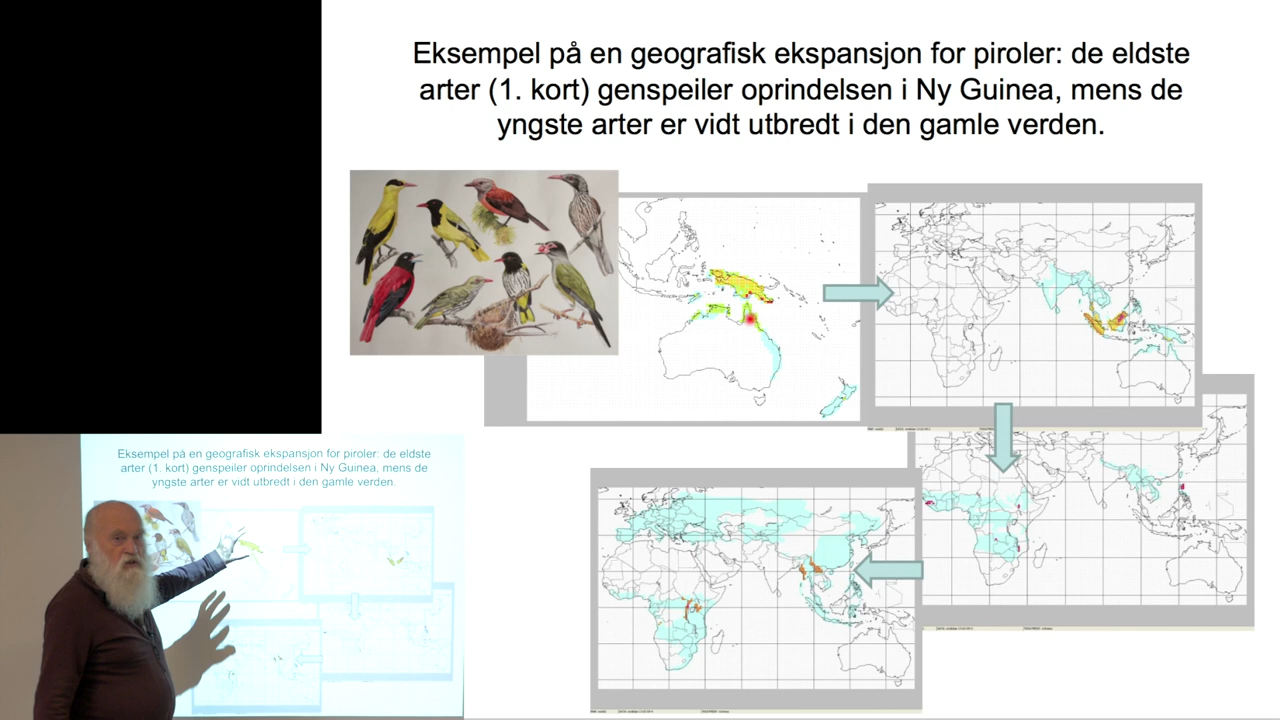 Eksempel på en geografisk ekspansjon for piroler: de eldste
arter (1. kort) genspeiler oprindelsen i Ny Guinea, mens de
yngste arter er vidt utbredt i den gamle verden.
Eksempel på en geografisk ekspansjon for piroler: de eldste
arter (1. kort) genspeiler oprindelsen i Ny Guinea, mens de
yngste arter er vidt utbredt i den gamle verden.